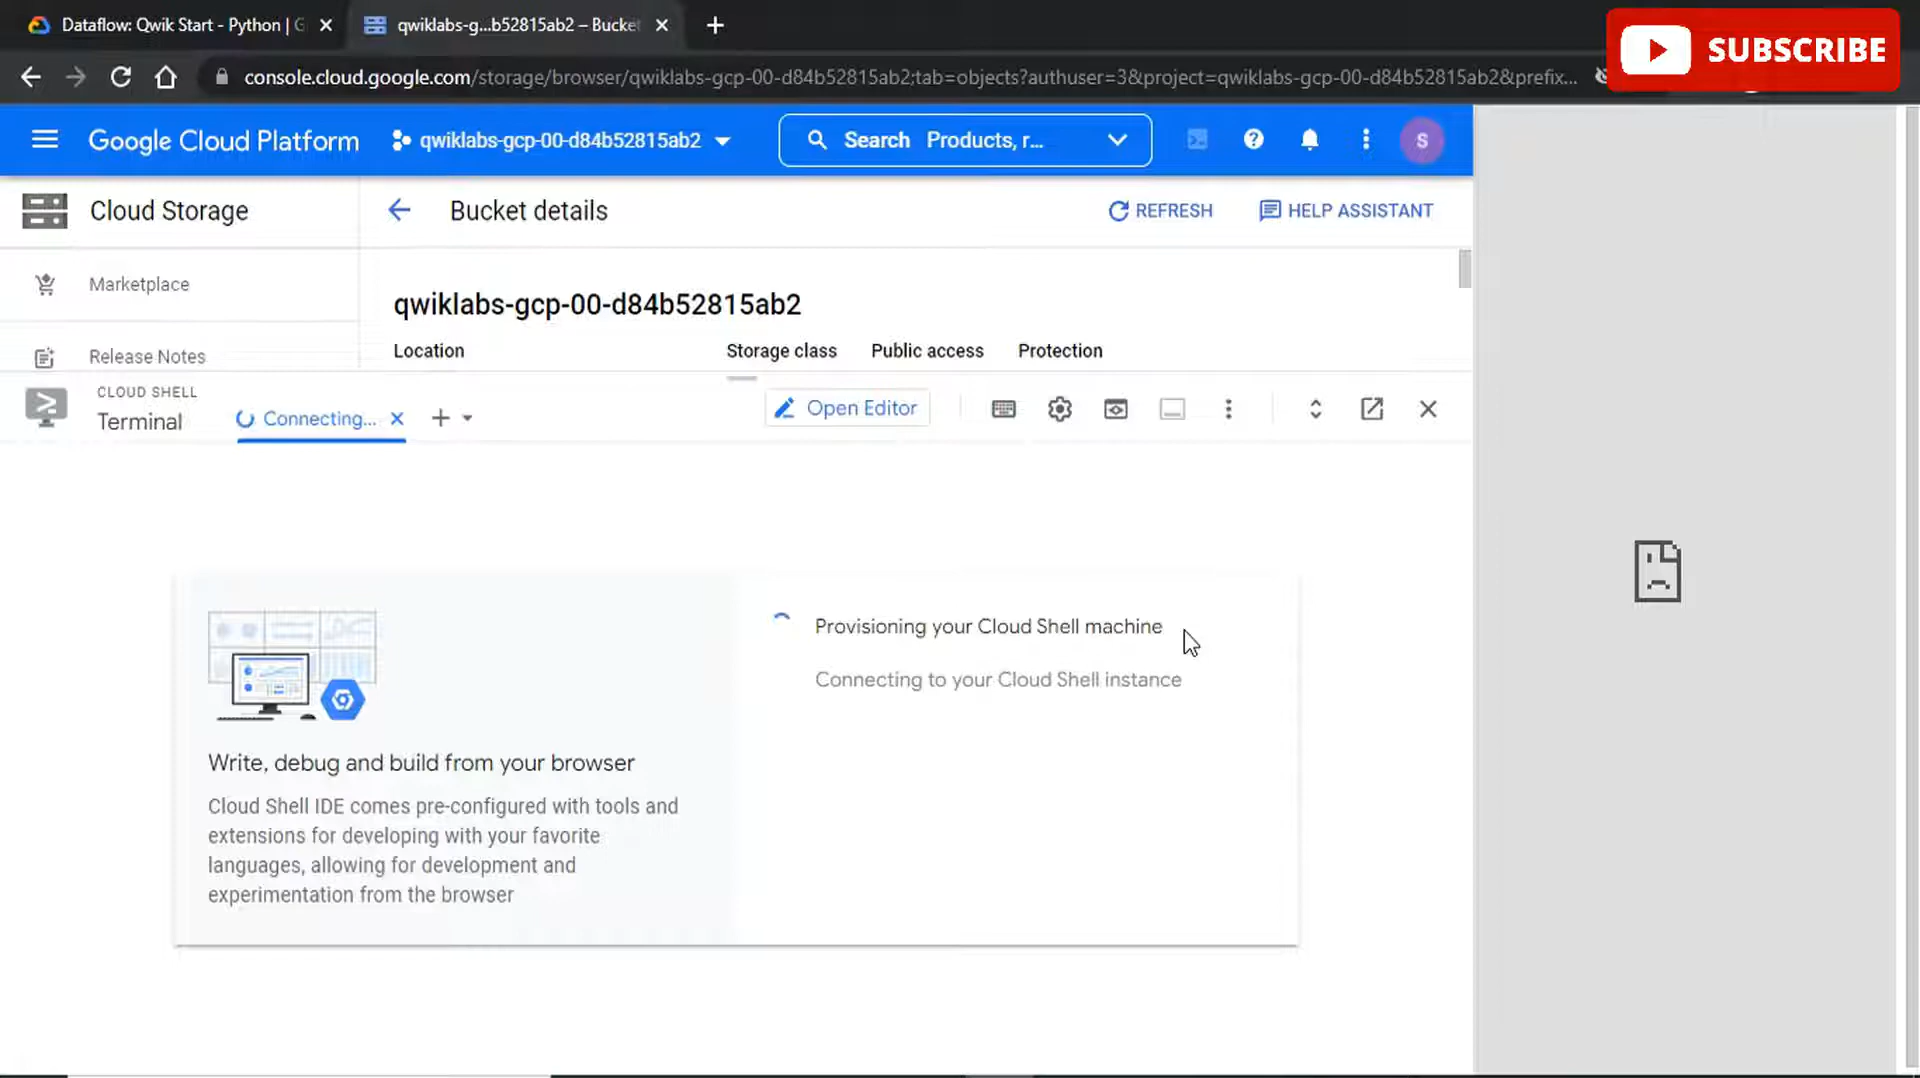 Dataflow: Qwik Start - Python | G
qwiklabs-g...b52815ab2 – Bucket
SUBSCRIBE
console.cloud.google.com/storage/browser/qwiklabs-gcp-00-d84b52815ab2;tab=objects?authuser=3&project=qwiklabs-gcp-00-d84b52815ab2&prefix...
Google Cloud Platform
qwiklabs-gcp-00-d84b52815ab2
Search Products, r...
S
Cloud Storage
Bucket details
REFRESH
HELP ASSISTANT
Marketplace
qwiklabs-gcp-00-d84b52815ab2
Release Notes
Location
Storage class
Public access
Protection
CLOUD SHELL
Terminal
Connecting...
Open Editor
Provisioning your Cloud Shell machine
Connecting to your Cloud Shell instance
Write, debug and build from your browser
Cloud Shell IDE comes pre-configured with tools and
extensions for developing with your favorite
languages, allowing for development and
experimentation from the browser